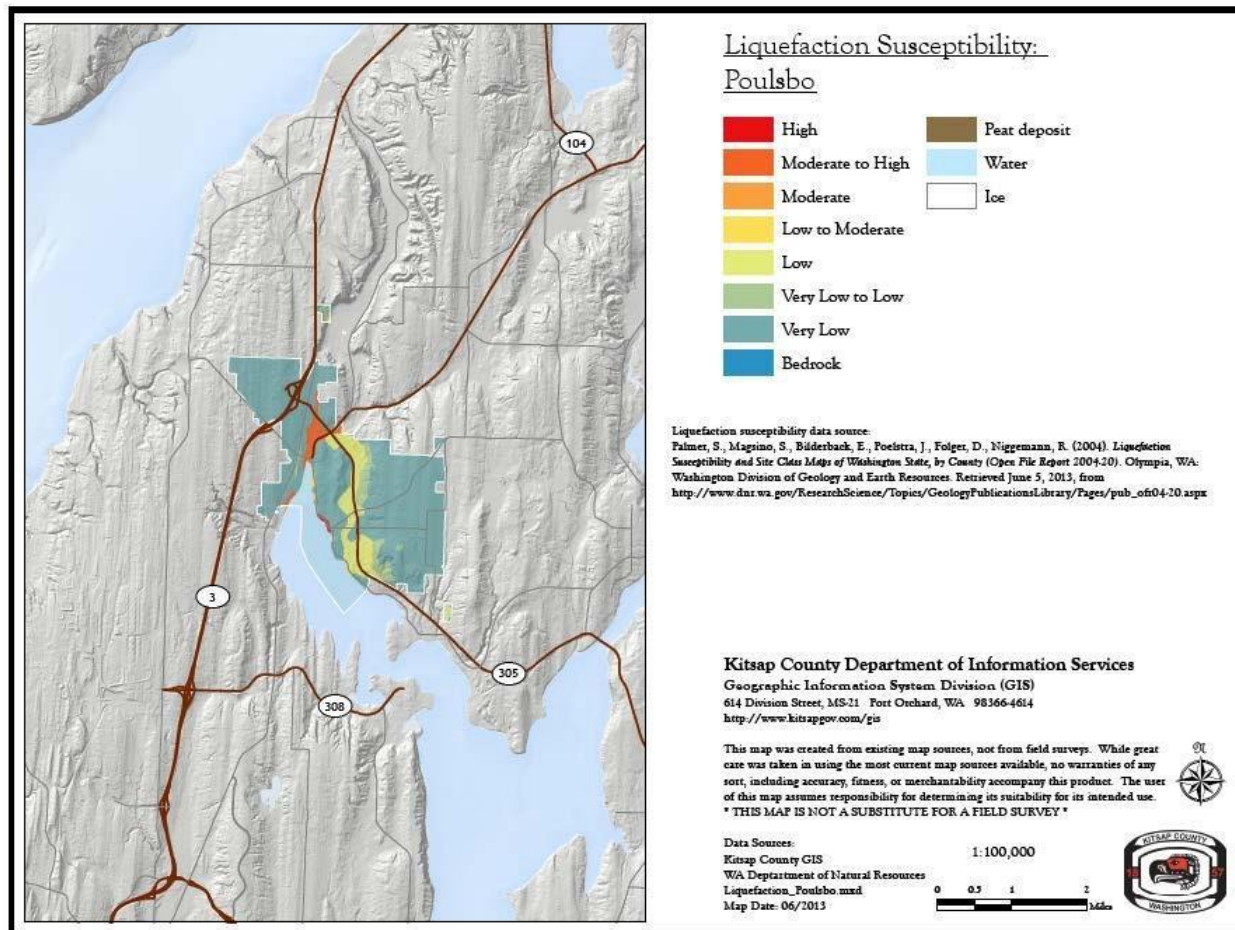 Liquefaction Susceptibility:
Poulsbo
High
Moderate to High
Moderate
Low to Moderate
Low
Very Low to Low
Very Low
Bedrock
Peat deposit
Water
Ice
104
3
305
308
Liquefaction susceptibility data source:
Palmer, S., Magsino, S., Bilderback, E., Poelstra, J., Folger, D., Niggemann, R. (2004). Liquefaction
Susceptibility and Site Class Maps of Washington State, by County (Open File Report 2004-20). Olympia, WA:
Washington Division of Geology and Earth Resources. Retrieved June 5, 2013, from
http://www.dnr.wa.gov/ResearchScience/Topics/GeologyPublicationsLibrary/Pages/pub_ofr04-20.aspx
Kitsap County Department of Information Services
Geographic Information System Division (GIS)
614 Division Street, MS-21 Port Orchard, WA 98366-4614
http://www.kitsapgov.com/gis
This map was created from existing map sources, not from field surveys. While great
care was taken in using the most current map sources available, no warranties of any
sort, including accuracy, fitness, or merchantability accompany this product. The user
of this map assumes responsibility for determining its suitability for its intended use.
* THIS MAP IS NOT A SUBSTITUTE FOR A FIELD SURVEY *
N
Data Sources:
Kitsap County GIS
WA Deptartment of Natural Resources
Liquefaction_Poulsbo.mxd
Map Date: 06/2013
1:100,000
0 0.5 1 2
Miles
KITSAP COUNTY
18 57
WASHINGTON